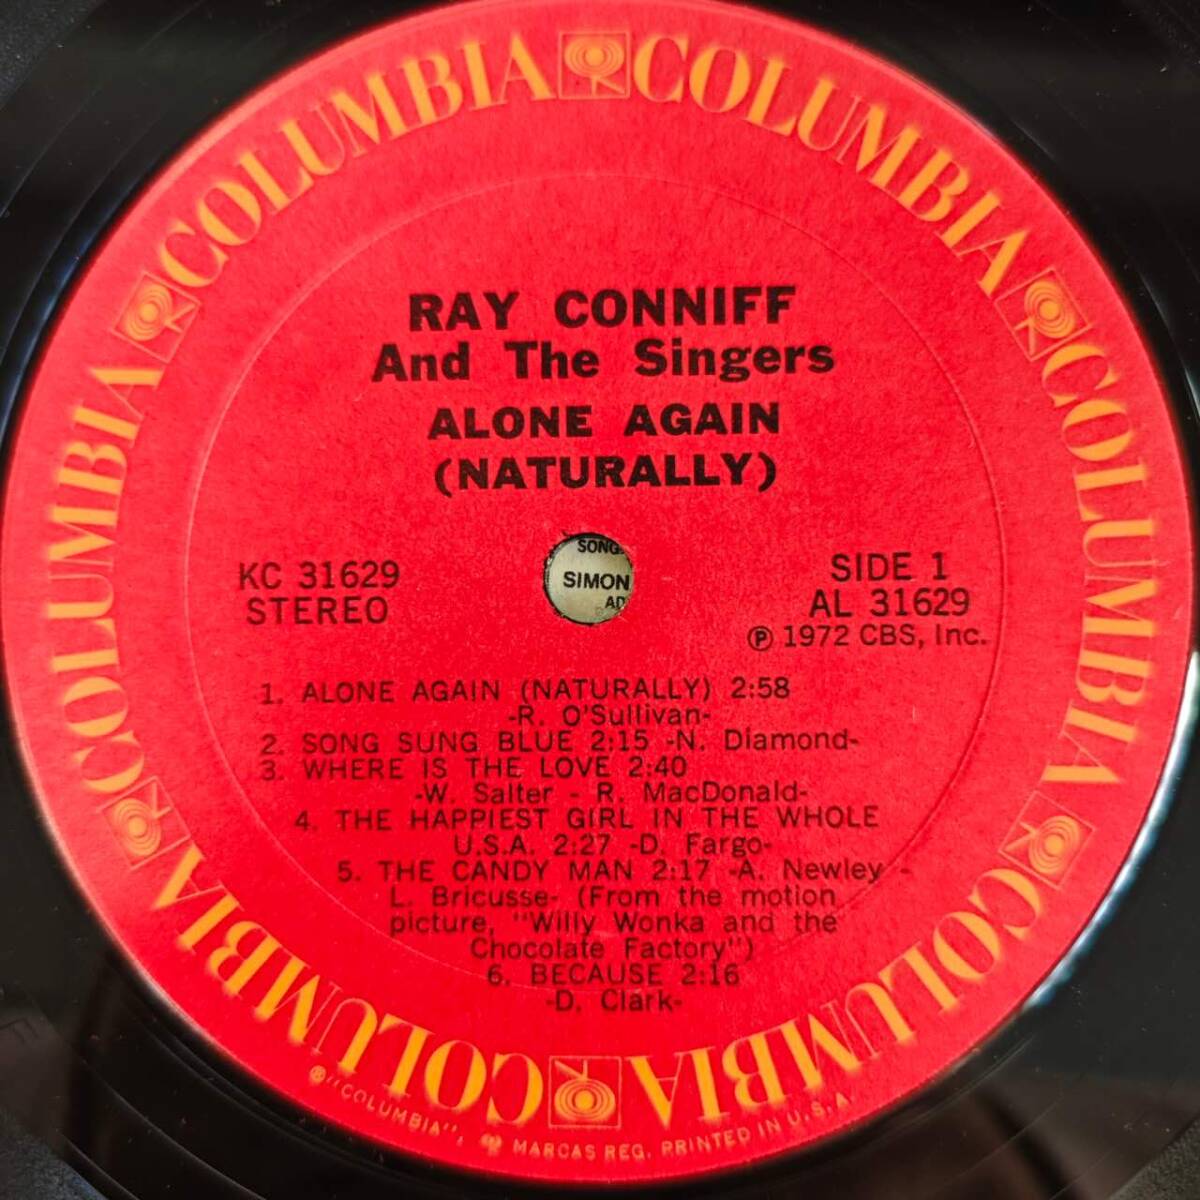 COLUMBIA COLUMBIA COLUMBIA COLUMBIA COLUMBIA COLUMBIA
RAY CONNIFF
And The Singers
ALONE AGAIN
(NATURALLY)
SONG
SIMON
AD
KC 31629
STEREO
SIDE 1
AL 31629
Ⓟ 1972 CBS, Inc.
1. ALONE AGAIN (NATURALLY) 2:58
-R. O'Sullivan-
2. SONG SUNG BLUE 2:15 -N. Diamond-
3. WHERE IS THE LOVE 2:40
-W. Salter - R. MacDonald-
4. THE HAPPIEST GIRL IN THE WHOLE
U.S.A. 2:27 -D. Fargo-
5. THE CANDY MAN 2:17 -A. Newley -
L. Bricusse- (From the motion
picture, "Willy Wonka and the
Chocolate Factory")
6. BECAUSE 2:16
-D. Clark-
® "COLUMBIA", MARCAS REG. PRINTED IN U.S.A.